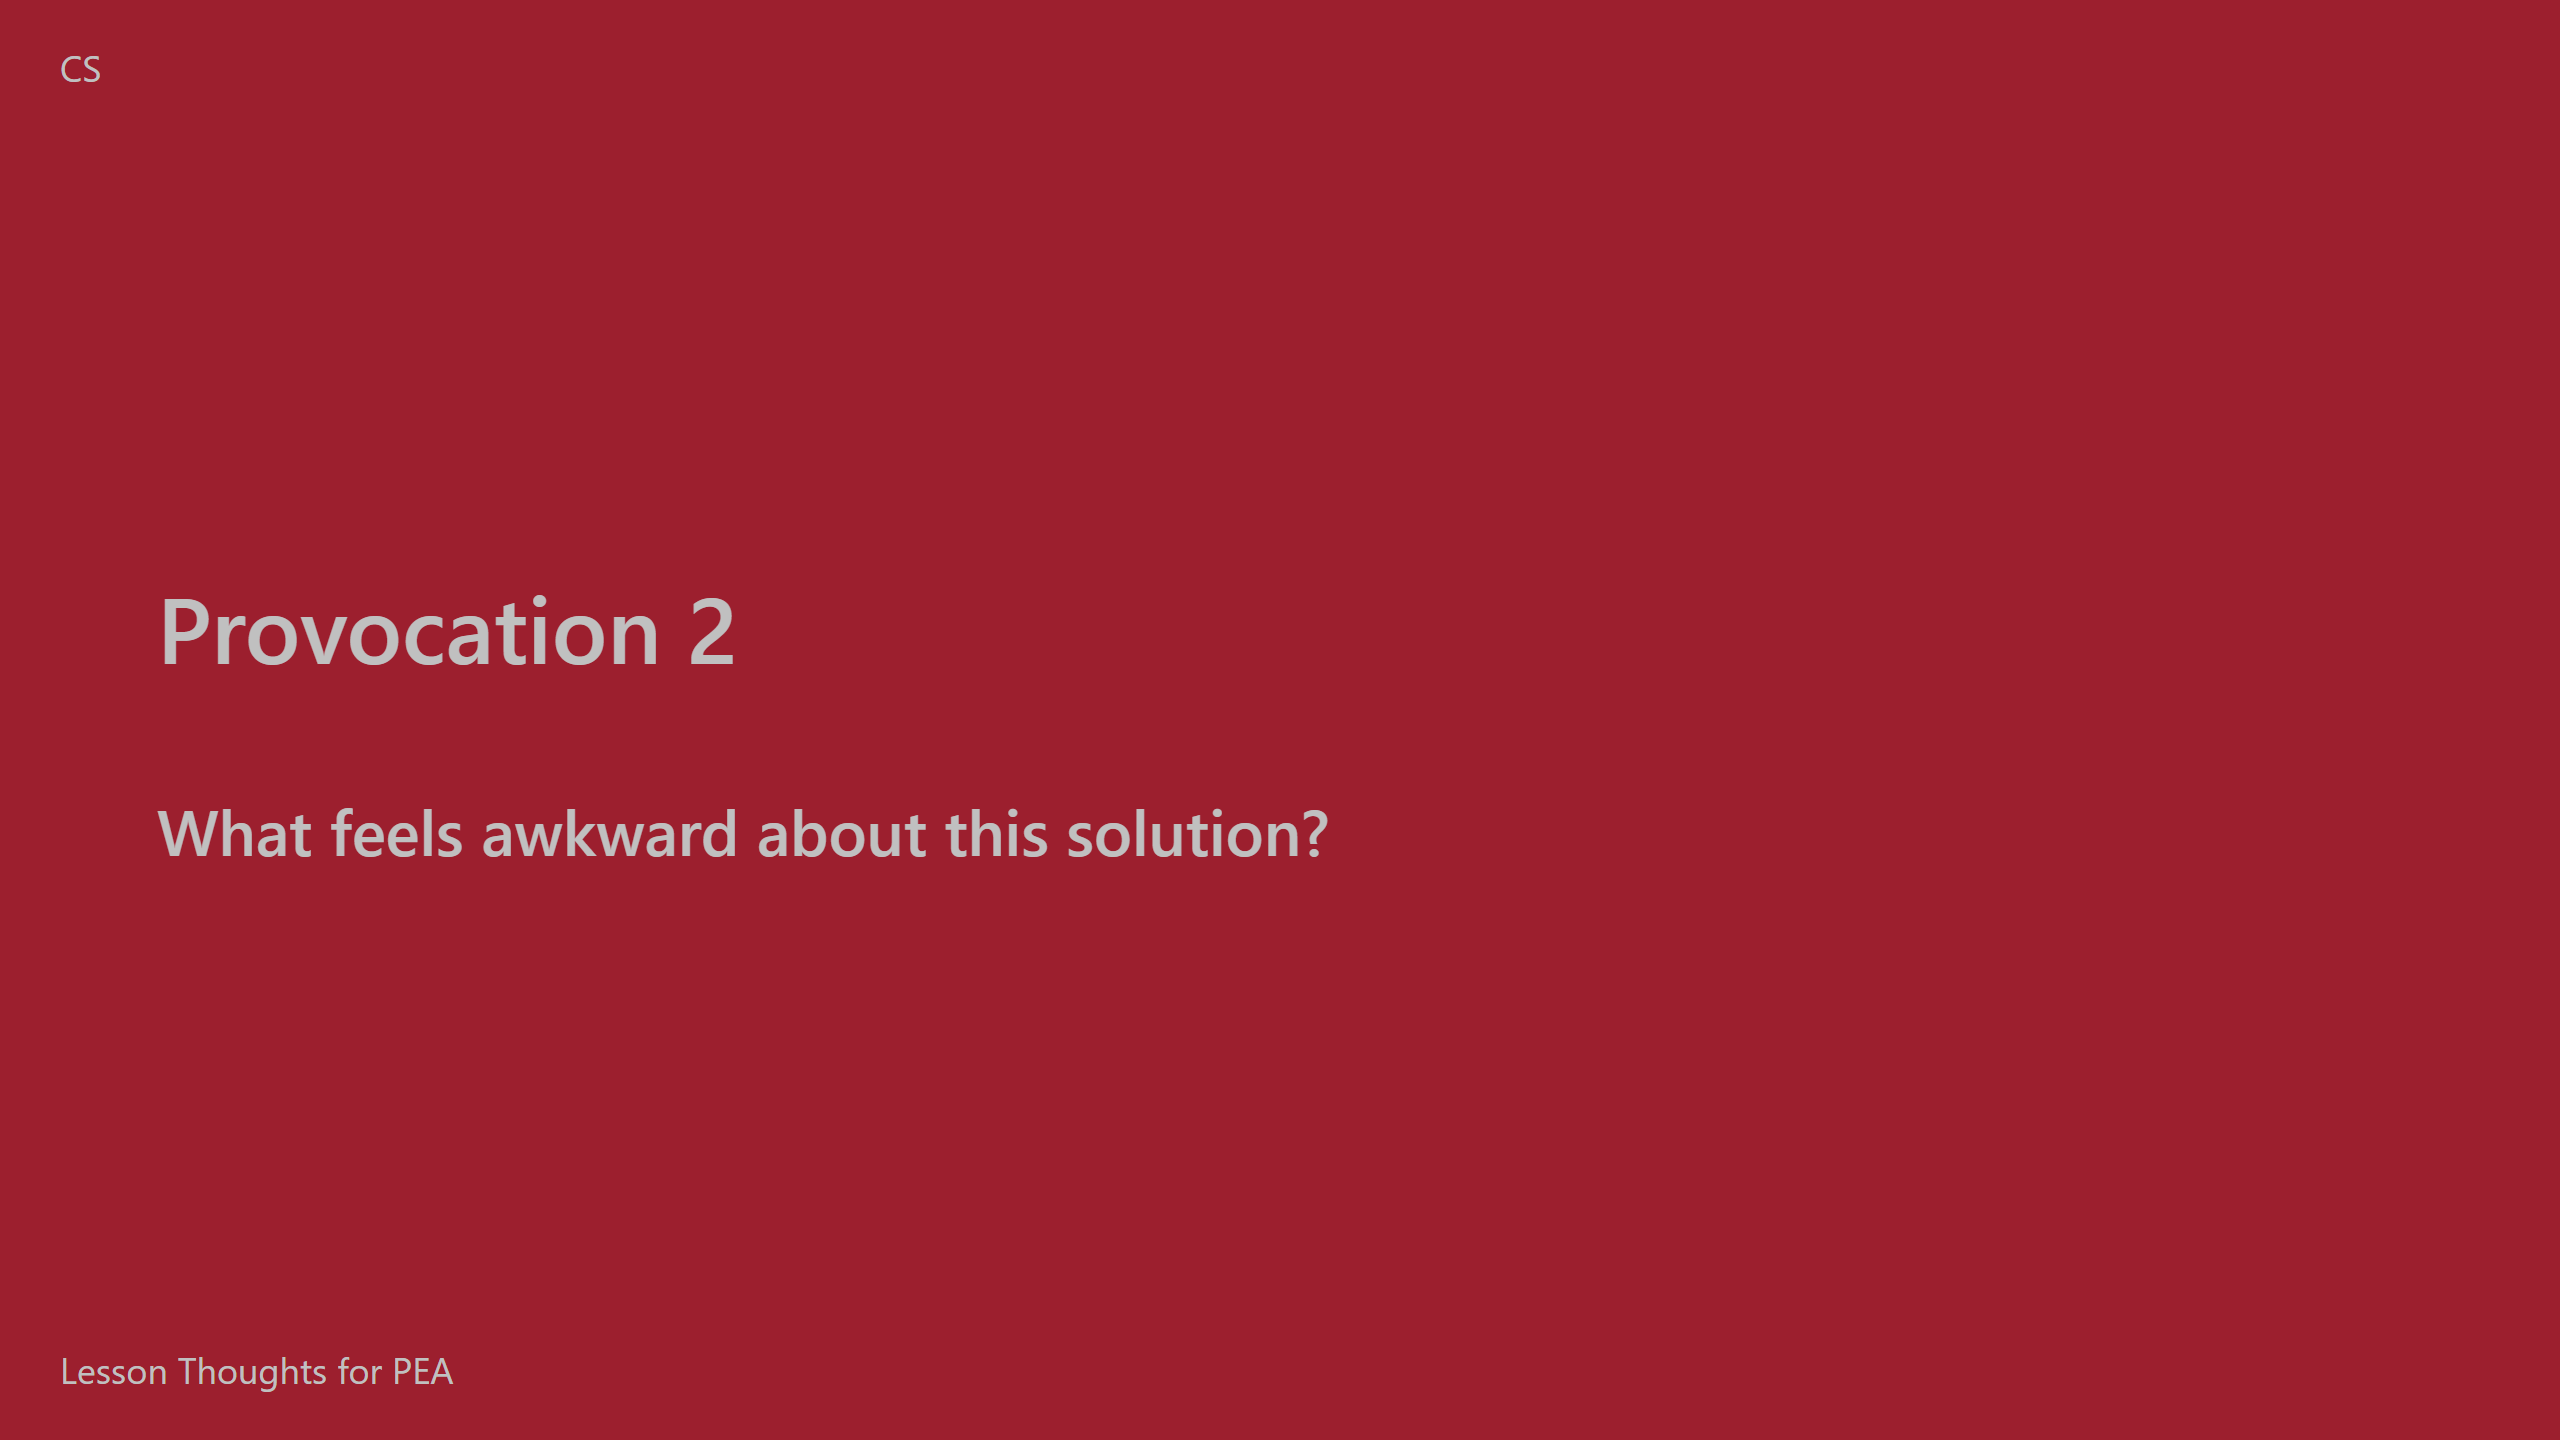 CS
Provocation 2
What feels awkward about this solution?
Lesson Thoughts for PEA